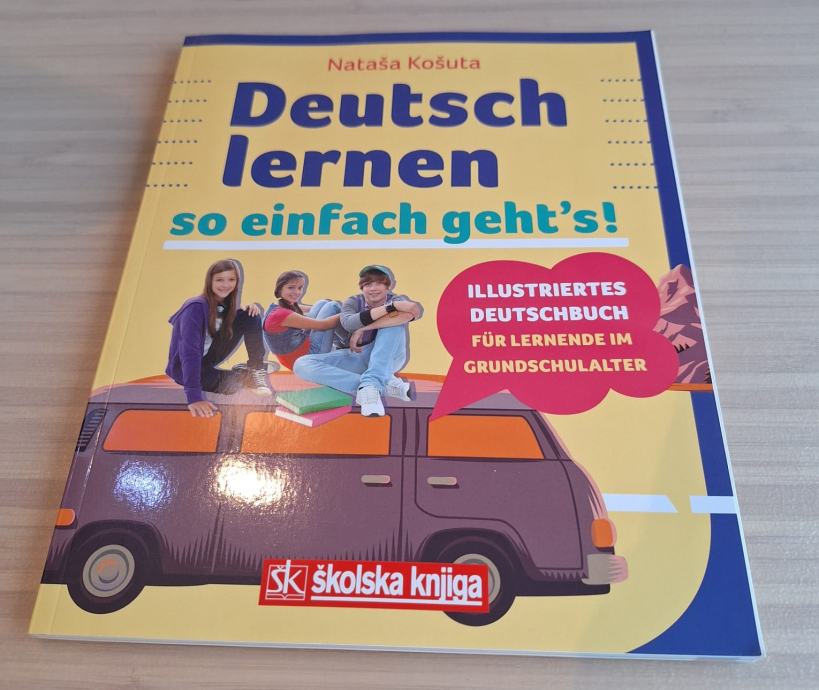 Nataša Košuta
Deutsch
lernen
so einfach geht's!
ILLUSTRIERTES
DEUTSCHBUCH
FÜR LERNENDE IM
GRUNDSCHULALTER
ŠK školska knjiga